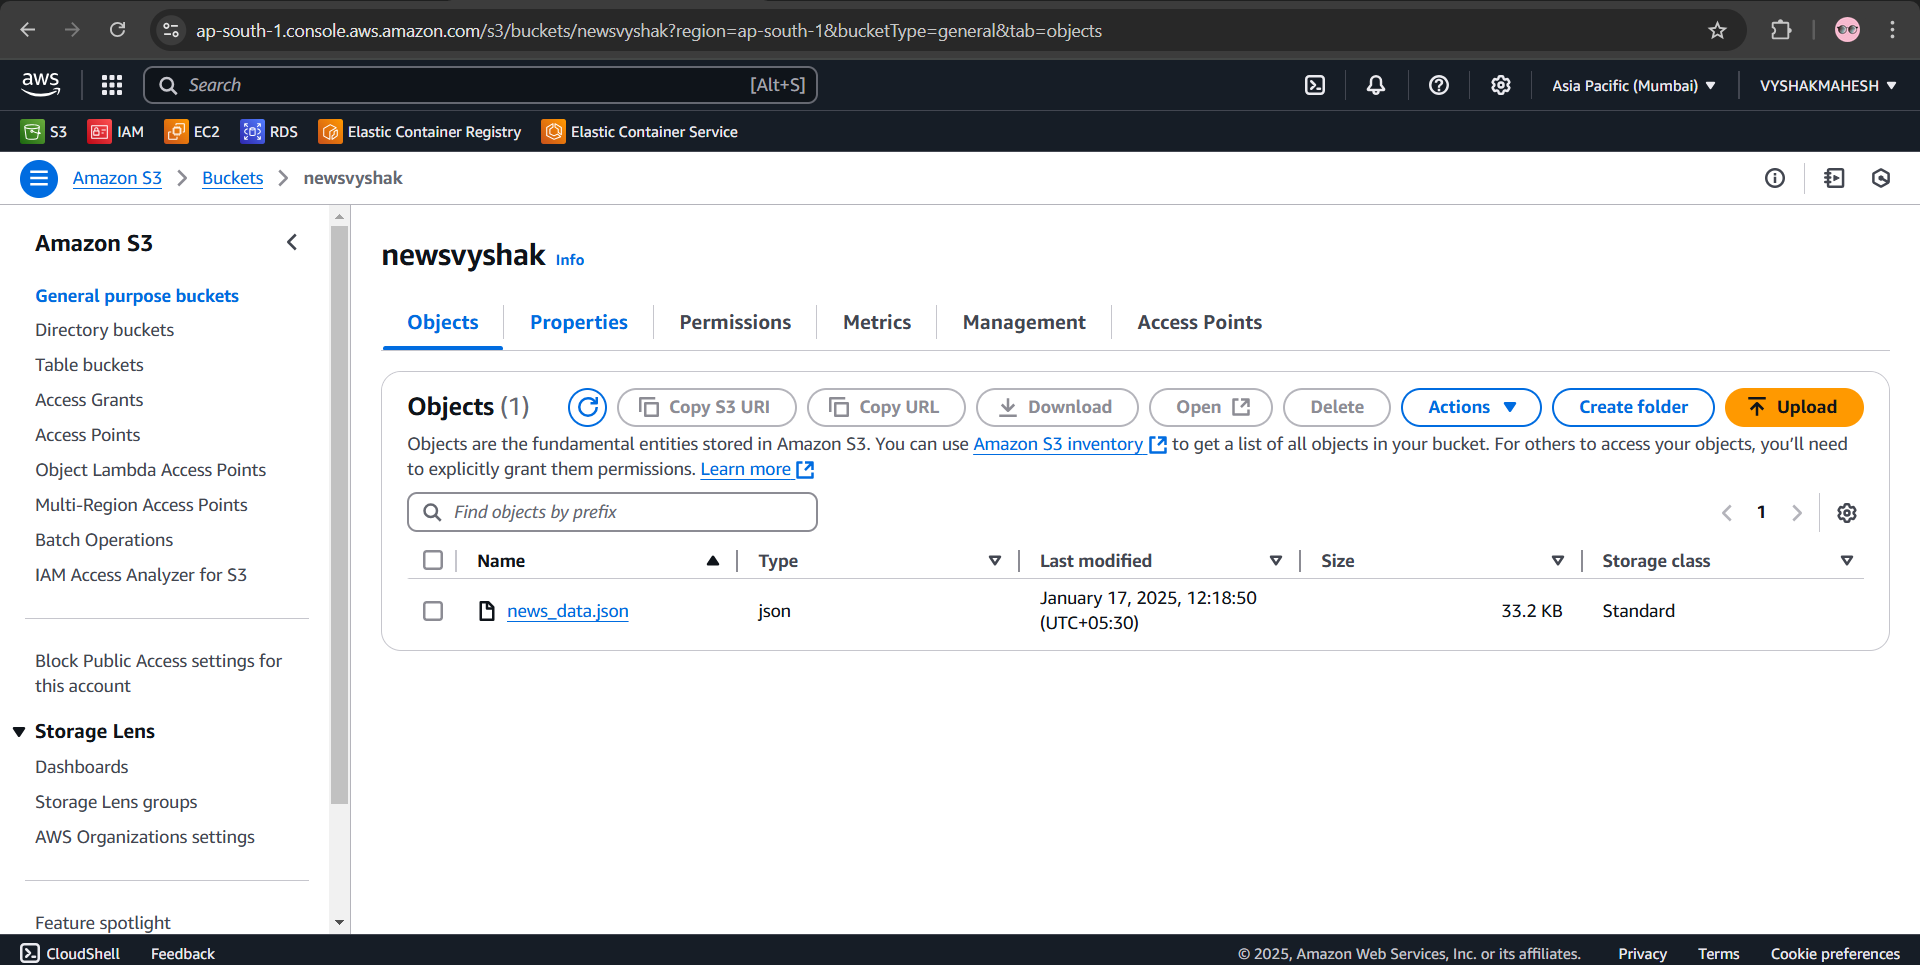 ap-south-1.console.aws.amazon.com/s3/buckets/newsvyshak?region=ap-south-1&bucketType=general&tab=objects
aws
Search [Alt+S]
Asia Pacific (Mumbai) VYSHAKMAHESH
S3 IAM EC2 RDS Elastic Container Registry Elastic Container Service
Amazon S3 Buckets newsvyshak
Amazon S3
General purpose buckets
Directory buckets
Table buckets
Access Grants
Access Points
Object Lambda Access Points
Multi-Region Access Points
Batch Operations
IAM Access Analyzer for S3
Block Public Access settings for
this account
Storage Lens
Dashboards
Storage Lens groups
AWS Organizations settings
Feature spotlight
newsvyshak Info
Objects Properties Permissions Metrics Management Access Points
Objects (1) Copy S3 URI Copy URL Download Open Delete Actions Create folder Upload
Objects are the fundamental entities stored in Amazon S3. You can use Amazon S3 inventory to get a list of all objects in your bucket. For others to access your objects, you’ll need
to explicitly grant them permissions. Learn more
Find objects by prefix
1
Name Type Last modified Size Storage class
news_data.json json January 17, 2025, 12:18:50 33.2 KB Standard
(UTC+05:30)
CloudShell Feedback © 2025, Amazon Web Services, Inc. or its affiliates. Privacy Terms Cookie preferences